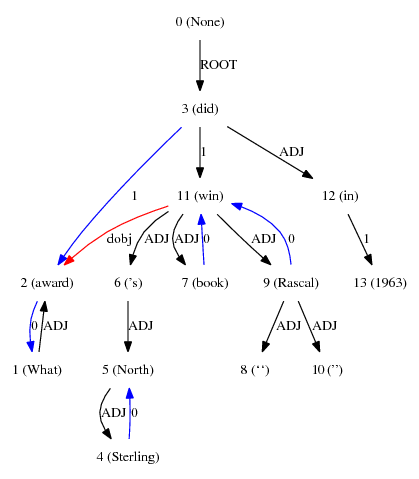 0 (None)
ROOT
3 (did)
1 ADJ
1 11 (win) 12 (in)
dobj ADJ ADJ 0 ADJ 0 1
2 (award) 6 ('s) 7 (book) 9 (Rascal) 13 (1963)
0 ADJ ADJ ADJ ADJ
1 (What) 5 (North) 8 (‘‘) 10 (’’)
ADJ 0
4 (Sterling)